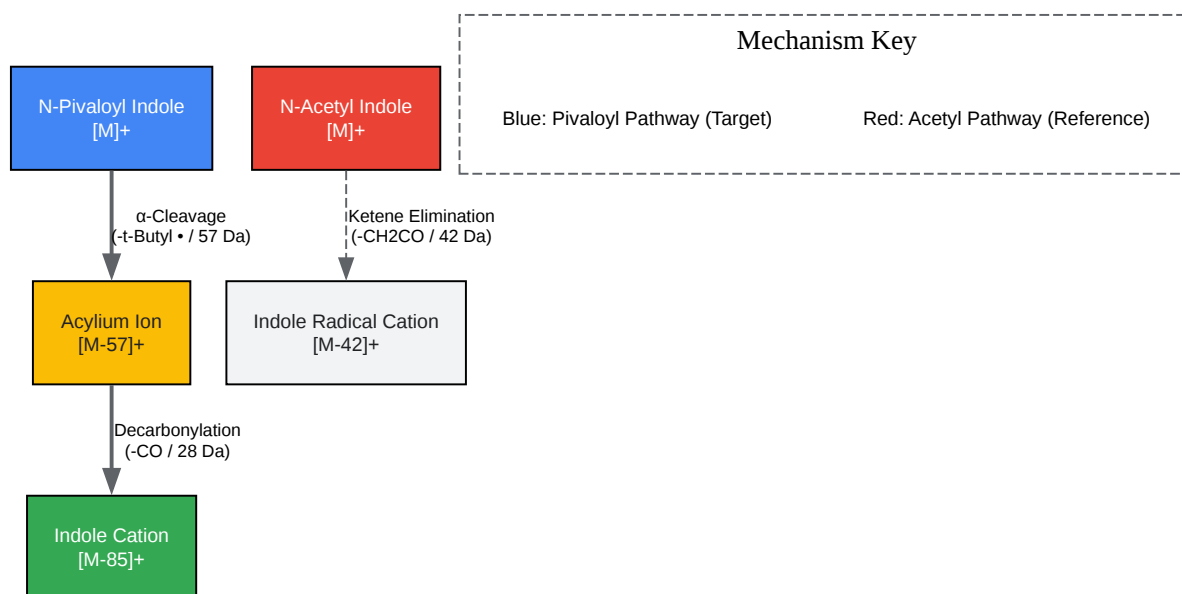 Mechanism Key
Blue: Pivaloyl Pathway (Target)
Red: Acetyl Pathway (Reference)
N-Pivaloyl Indole
[M]+
N-Acetyl Indole
[M]+
α-Cleavage
(-t-Butyl • / 57 Da)
Ketene Elimination
(-CH2CO / 42 Da)
Acylium Ion
[M-57]+
Indole Radical Cation
[M-42]+
Decarbonylation
(-CO / 28 Da)
Indole Cation
[M-85]+